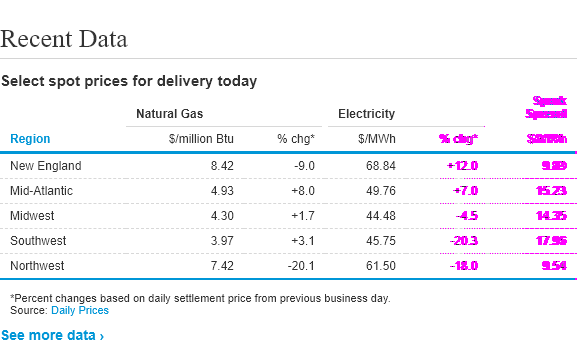 Recent Data
Select spot prices for delivery today
Spark
Natural Gas Electricity Spread
Region $/million Btu % chg* $/MWh % chg* $/MWh
New England 8.42 -9.0 68.84 +12.0
Mid-Atlantic 4.93 +8.0 49.76 +7.0 15.23
Midwest 4.30 +1.7 44.48 -4.5 14.35
Southwest 3.97 +3.1 45.75 -20.3 17.96
Northwest 7.42 -20.1 61.50 -18.0 9.54
*Percent changes based on daily settlement price from previous business day.
Source: Daily Prices
See more data ›